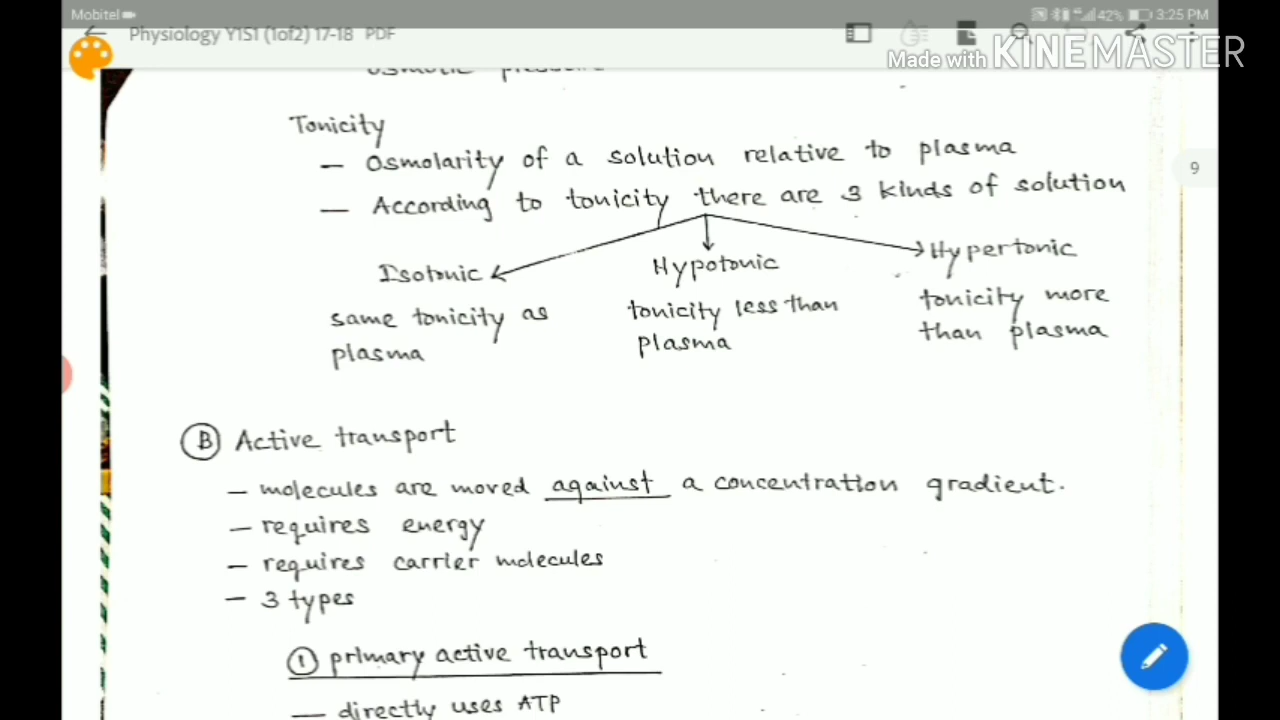 Mobitel
42% 3:25 PM
Physiology Y1S1 (1of2) 17-18 PDF
Made with KINEMASTER
osmotic pressure
Tonicity
— Osmolarity of a solution relative to plasma
9
— According to tonicity there are 3 kinds of solution
Isotonic Hypotonic Hypertonic
same tonicity as tonicity less than tonicity more
plasma plasma than plasma
B Active transport
— molecules are moved against a concentration gradient.
— requires energy
— requires carrier molecules
— 3 types
1 primary active transport
— directly uses ATP